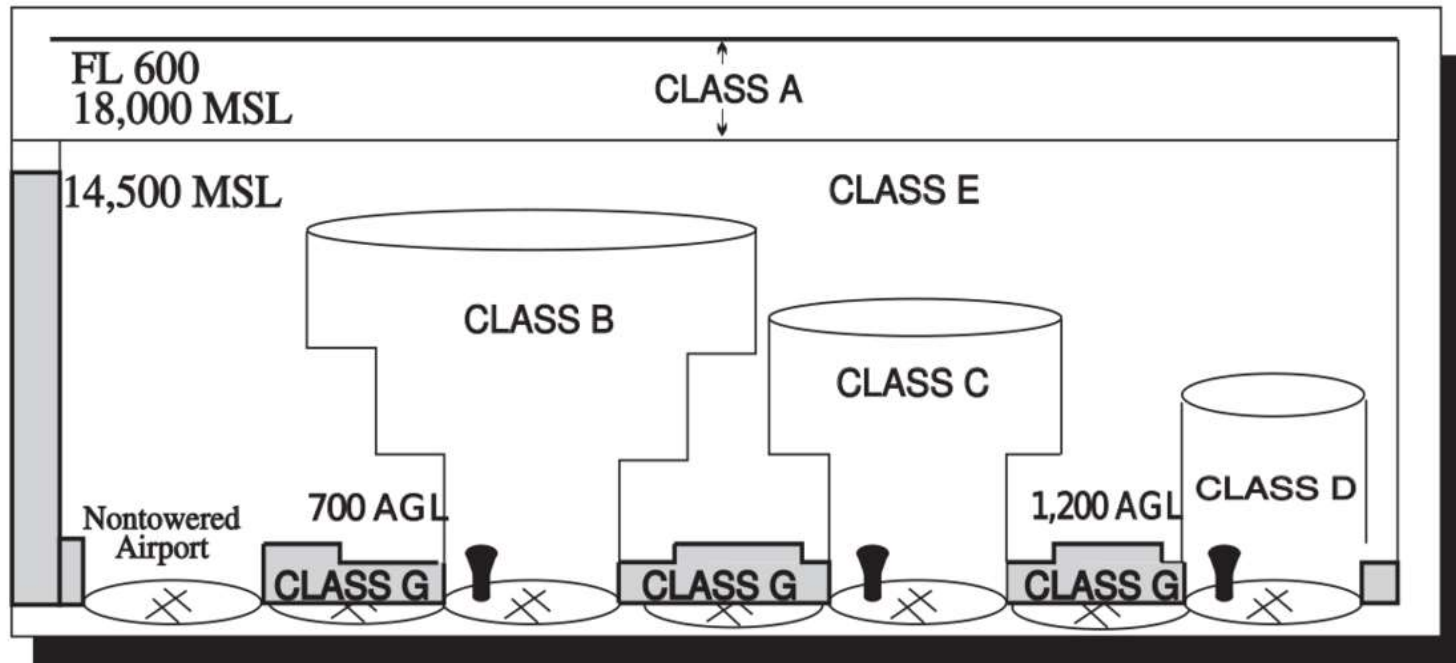 FL 600
18,000 MSL
CLASS A
14,500 MSL
CLASS E
CLASS B
CLASS C
CLASS D
700 AGL
1,200 AGL
Nontowered
Airport
CLASS G
CLASS G
CLASS G